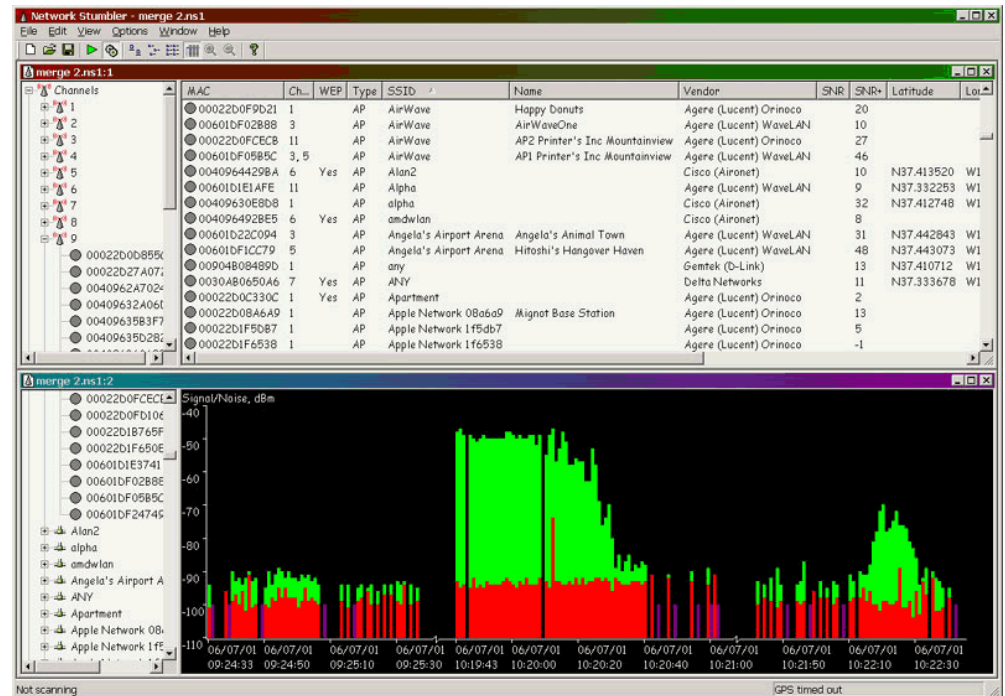 Network Stumbler - merge 2.ns1
File Edit View Options Window Help
merge 2.ns1:1
Channels
1
2
3
4
5
6
7
8
9
00022D0D855(
00022D27A072
0040962A7024
00409632A06D
00409635B3F7
00409635D282
MAC Ch... WEP Type SSID Name Vendor SNR SNR+ Latitude
00022D0F9D21 1 AP AirWave Happy Donuts Agere (Lucent) Orinoco 20
00601DF02B88 3 AP AirWave AirWaveOne Agere (Lucent) WaveLAN 10
00022D0FCECB 11 AP AirWave AP2 Printer's Inc Mountainview Agere (Lucent) Orinoco 27
00601DF05B5C 3, 5 AP AirWave AP1 Printer's Inc Mountainview Agere (Lucent) WaveLAN 46
0040964429BA 6 Yes AP Alan2 Cisco (Aironet) 10 N37.413520 W1
00601D1E1AFE 11 AP Alpha Agere (Lucent) WaveLAN 9 N37.332253 W1
00409630E8D8 1 AP alpha Cisco (Aironet) 32 N37.412748 W1
004096492BE5 6 Yes AP amdwlan Cisco (Aironet) 8
00601D22C094 3 AP Angela's Airport Arena Angela's Animal Town Agere (Lucent) WaveLAN 31 N37.442843 W1
00601DF1CC79 5 AP Angela's Airport Arena Hitoshi's Hangover Haven Agere (Lucent) WaveLAN 48 N37.443073 W1
00904B08489D 1 AP any Gemtek (D-Link) 13 N37.410712 W1
0030AB0650A6 7 Yes AP ANY Delta Networks 11 N37.333678 W1
00022D0C330C 1 Yes AP Apartment Agere (Lucent) Orinoco 2
00022D08A6A9 1 AP Apple Network 08a6a9 Mignot Base Station Agere (Lucent) Orinoco 13
00022D1F5DB7 1 AP Apple Network 1f5db7 Agere (Lucent) Orinoco 5
00022D1F6538 1 AP Apple Network 1f6538 Agere (Lucent) Orinoco -1
merge 2.ns1:2
00022D0FCECE
00022D0FD106
00022D1B765F
00022D1F650E
00601D1E3741
00601DF02B8E
00601DF05B5C
00601DF24749
Alan2
alpha
amdwlan
Angela's Airport A
ANY
Apartment
Apple Network 08
Apple Network 1f5
Signal/Noise, dBm
-40
-50
-60
-70
-80
-90
-100
-110
06/07/01 06/07/01 06/07/01 06/07/01 06/07/01 06/07/01 06/07/01 06/07/01 06/07/01 06/07/01 06/07/01 06/07/01
09:24:33 09:24:50 09:25:10 09:25:30 10:19:43 10:20:00 10:20:20 10:20:40 10:21:00 10:21:50 10:22:10 10:22:30
Not scanning
GPS timed out